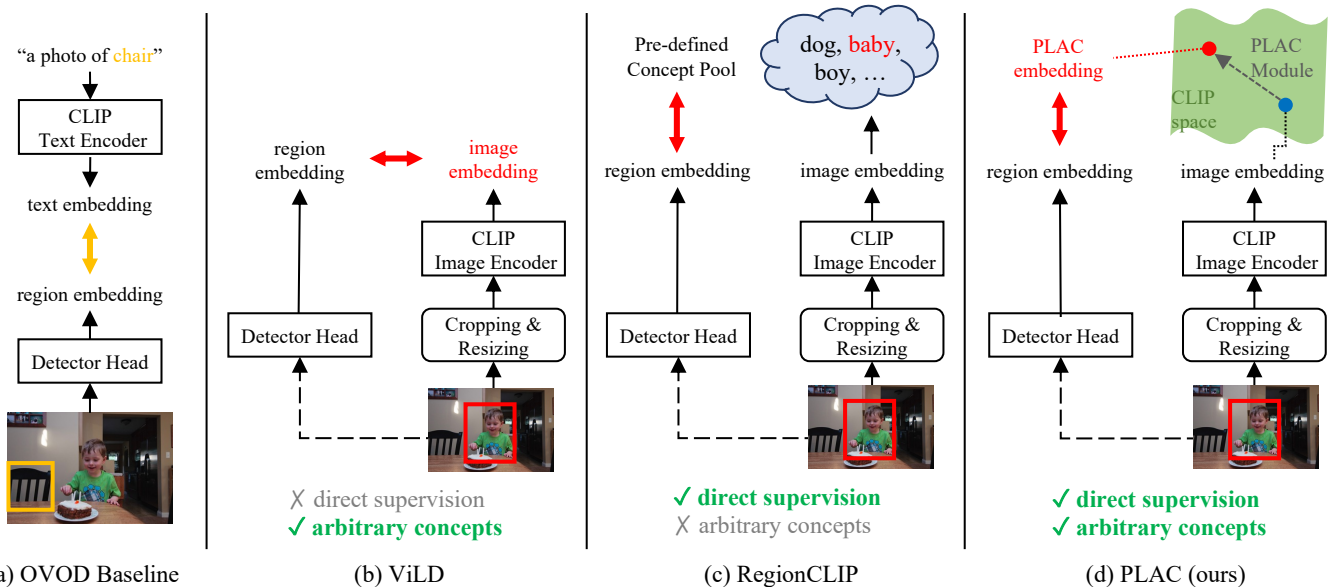 “a photo of chair”
CLIP
Text Encoder
text embedding
region embedding
Detector Head
a) OVOD Baseline
region
embedding
image
embedding
CLIP
Image Encoder
Detector Head
Cropping &
Resizing
✗ direct supervision
✓ arbitrary concepts
(b) ViLD
Pre-defined
Concept Pool
dog, baby,
boy, …
region embedding
image embedding
CLIP
Image Encoder
Detector Head
Cropping &
Resizing
✓ direct supervision
✗ arbitrary concepts
(c) RegionCLIP
PLAC
embedding
PLAC
Module
CLIP
space
region embedding
image embedding
CLIP
Image Encoder
Detector Head
Cropping &
Resizing
✓ direct supervision
✓ arbitrary concepts
(d) PLAC (ours)